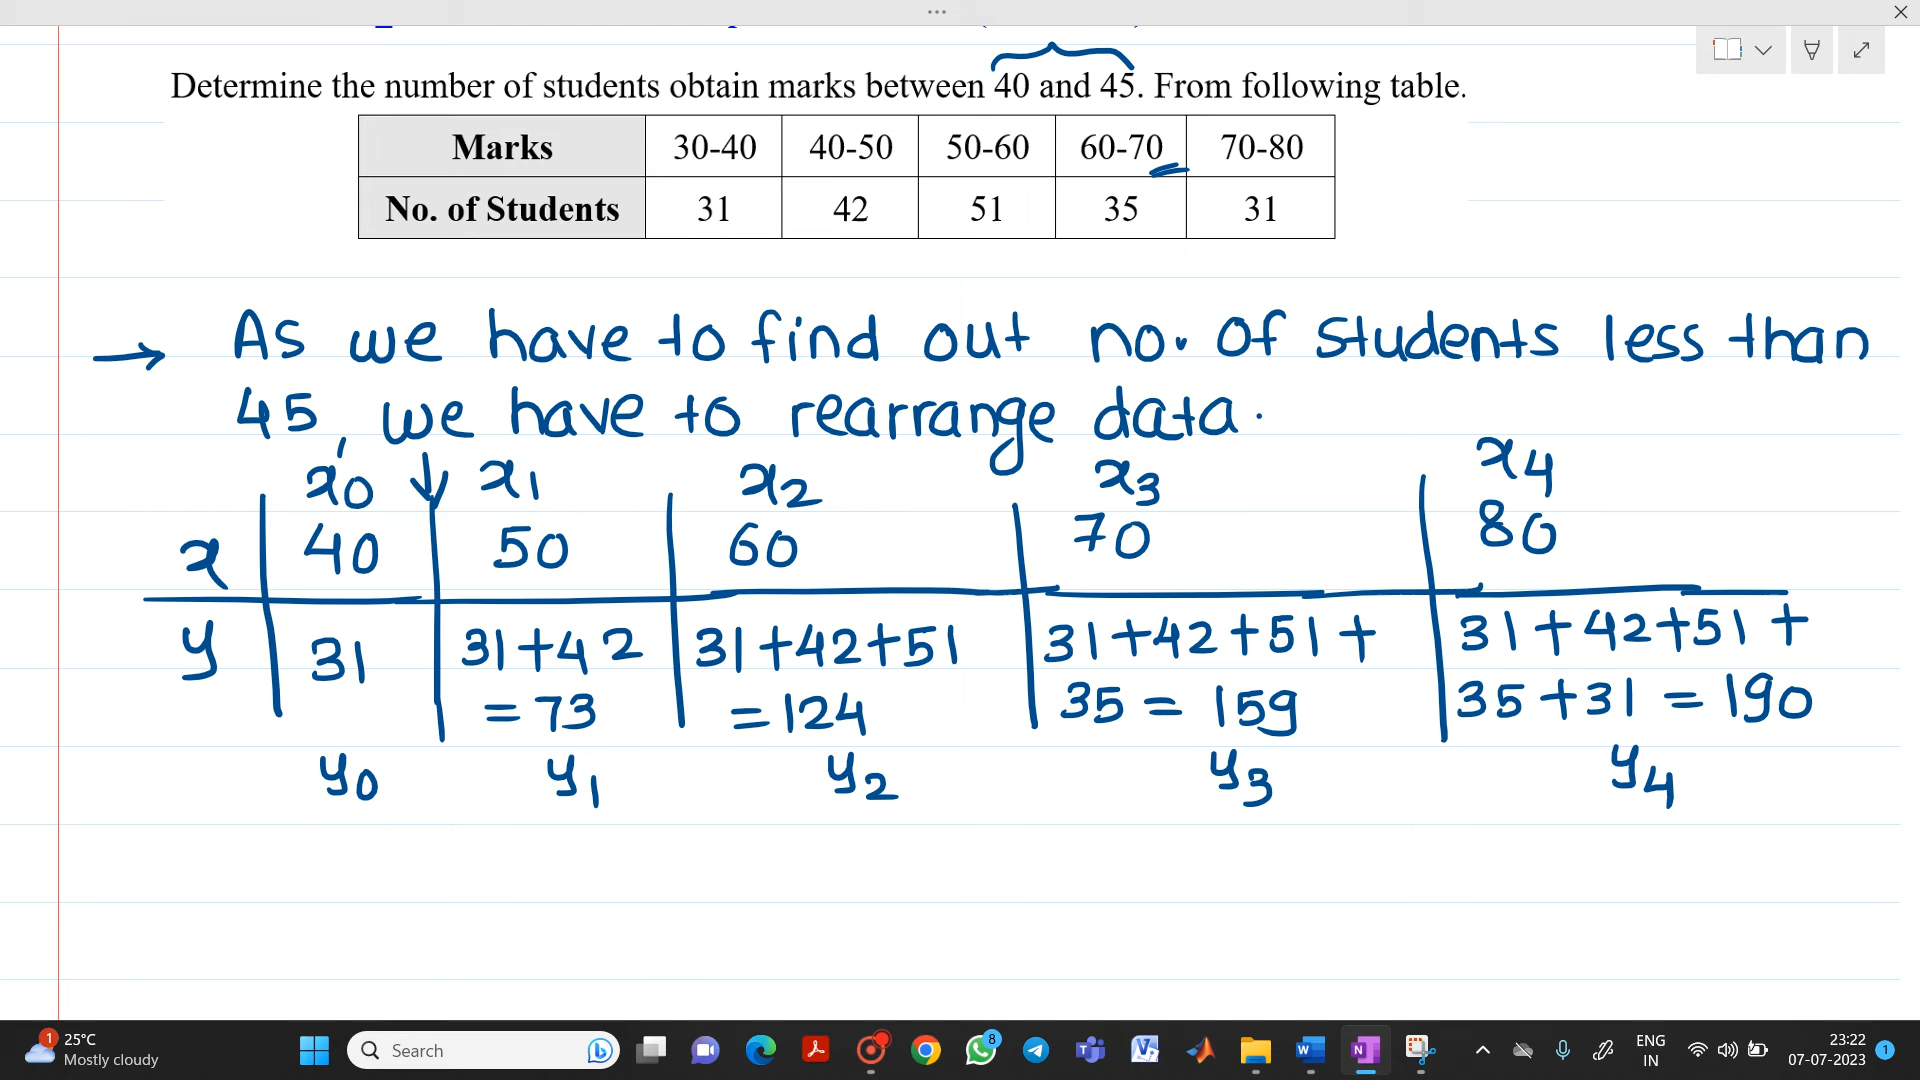 Determine the number of students obtain marks between 40 and 45. From following table.
Marks 30-40 40-50 50-60 60-70 70-80
No. of Students 31 42 51 35 31
→ As we have to find out no. of students less than
45, we have to rearrange data.
x0 x1 x2 x3 x4
x 40 50 60 70 80
y 31 31+42 31+42+51 31+42+51+ 31+42+51+
=73 =124 35 = 159 35+31 = 190
y0 y1 y2 y3 y4
1 25°C
Mostly cloudy
Search
8
ENG
IN
23:22
07-07-2023
1